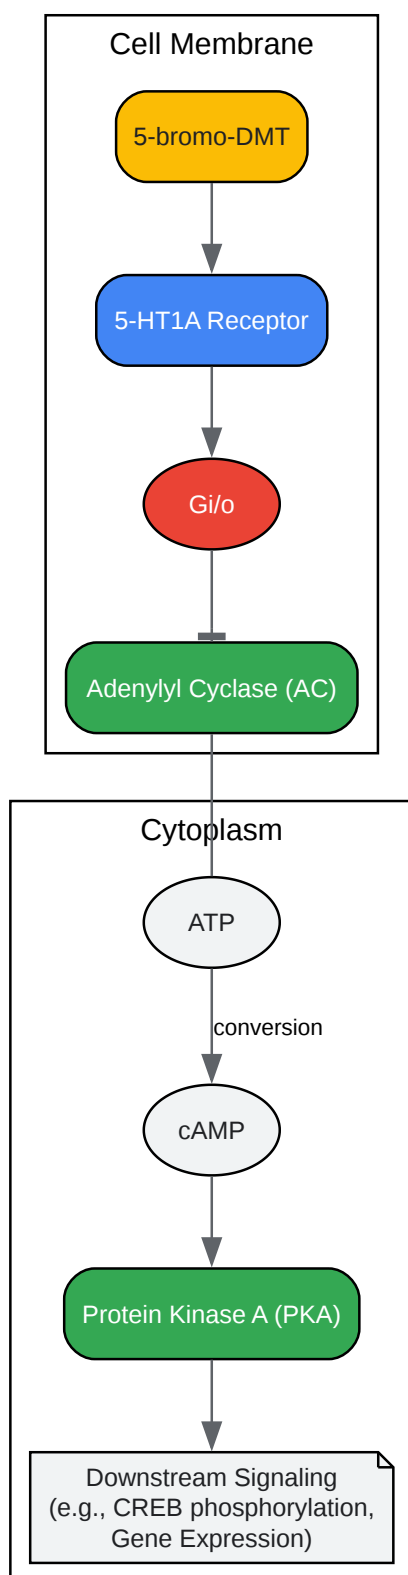 Cell Membrane
5-bromo-DMT
5-HT1A Receptor
Gi/o
Adenylyl Cyclase (AC)
Cytoplasm
ATP
conversion
cAMP
Protein Kinase A (PKA)
Downstream Signaling
(e.g., CREB phosphorylation,
Gene Expression)